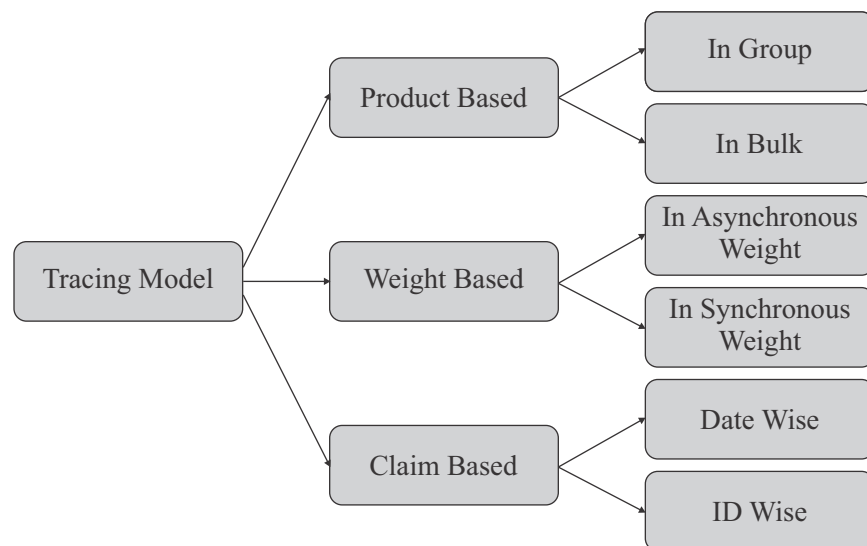 Tracing Model
Product Based
In Group
In Bulk
Weight Based
In Asynchronous
Weight
In Synchronous
Weight
Claim Based
Date Wise
ID Wise